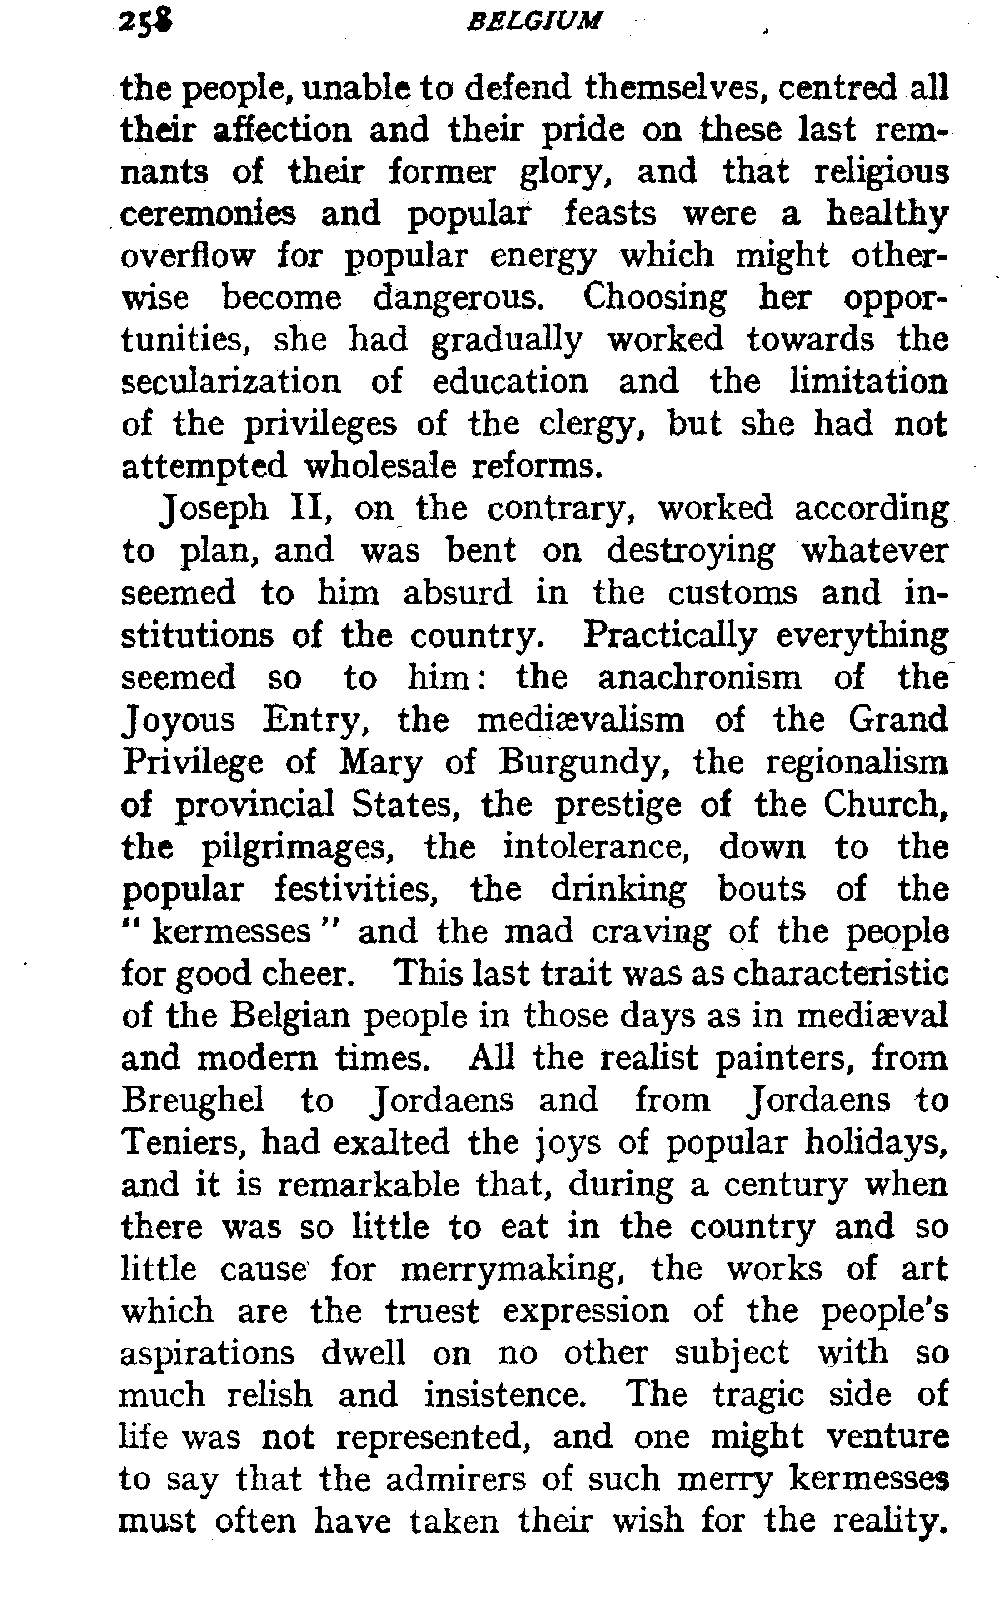 258 BELGIUM
the people, unable to defend themselves, centred all
their affection and their pride on these last rem-
nants of their former glory, and that religious
ceremonies and popular feasts were a healthy
overflow for popular energy which might other-
wise become dangerous. Choosing her oppor-
tunities, she had gradually worked towards the
secularization of education and the limitation
of the privileges of the clergy, but she had not
attempted wholesale reforms.
Joseph II, on the contrary, worked according
to plan, and was bent on destroying whatever
seemed to him absurd in the customs and in-
stitutions of the country. Practically everything
seemed so to him: the anachronism of the
Joyous Entry, the mediævalism of the Grand
Privilege of Mary of Burgundy, the regionalism
of provincial States, the prestige of the Church,
the pilgrimages, the intolerance, down to the
popular festivities, the drinking bouts of the
" kermesses " and the mad craving of the people
for good cheer. This last trait was as characteristic
of the Belgian people in those days as in mediæval
and modern times. All the realist painters, from
Breughel to Jordaens and from Jordaens to
Teniers, had exalted the joys of popular holidays,
and it is remarkable that, during a century when
there was so little to eat in the country and so
little cause for merrymaking, the works of art
which are the truest expression of the people's
aspirations dwell on no other subject with so
much relish and insistence. The tragic side of
life was not represented, and one might venture
to say that the admirers of such merry kermesses
must often have taken their wish for the reality.